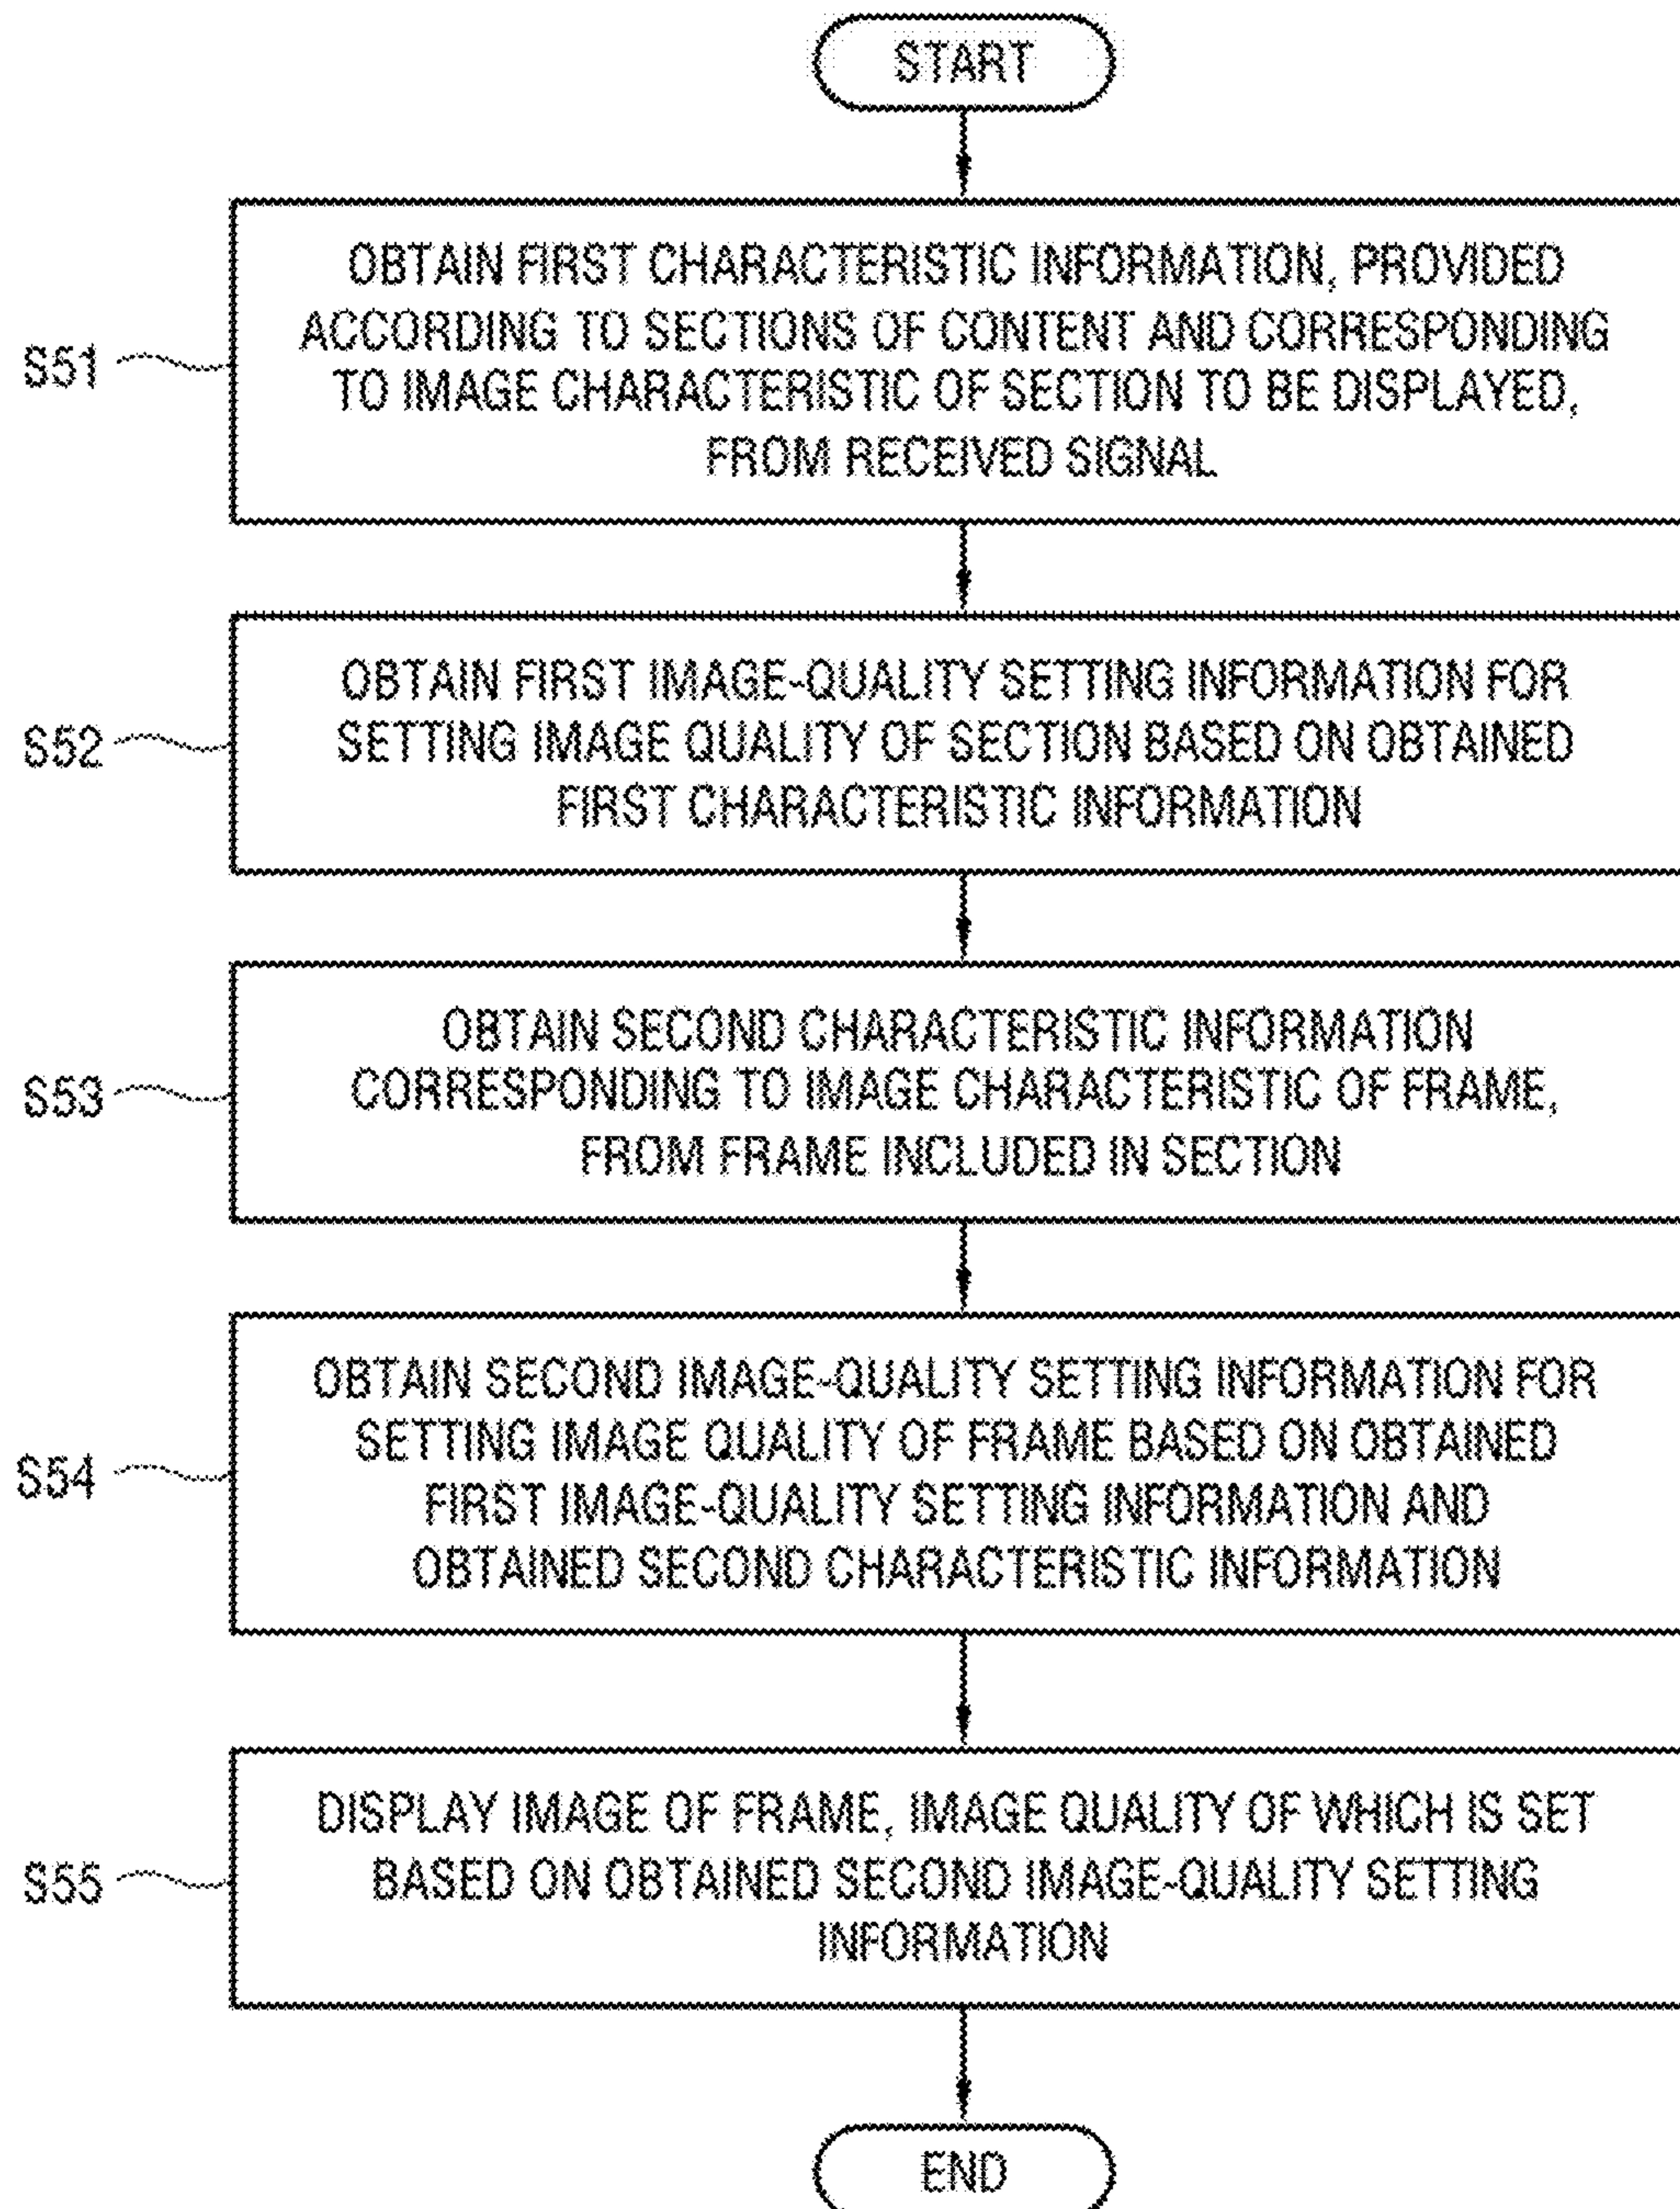 START
OBTAIN FIRST CHARACTERISTIC INFORMATION, PROVIDED
ACCORDING TO SECTIONS OF CONTENT AND CORRESPONDING
S51
TO IMAGE CHARACTERISTIC OF SECTION TO BE DISPLAYED,
FROM RECEIVED SIGNAL
OBTAIN FIRST IMAGE-QUALITY SETTING INFORMATION FOR
S52
SETTING IMAGE QUALITY OF SECTION BASED ON OBTAINED
FIRST CHARACTERISTIC INFORMATION
OBTAIN SECOND CHARACTERISTIC INFORMATION
S53
CORRESPONDING TO IMAGE CHARACTERISTIC OF FRAME,
FROM FRAME INCLUDED IN SECTION
OBTAIN SECOND IMAGE-QUALITY SETTING INFORMATION FOR
SETTING IMAGE QUALITY OF FRAME BASED ON OBTAINED
S54
FIRST IMAGE-QUALITY SETTING INFORMATION AND
OBTAINED SECOND CHARACTERISTIC INFORMATION
DISPLAY IMAGE OF FRAME, IMAGE QUALITY OF WHICH IS SET
S55
BASED ON OBTAINED SECOND IMAGE-QUALITY SETTING
INFORMATION
END